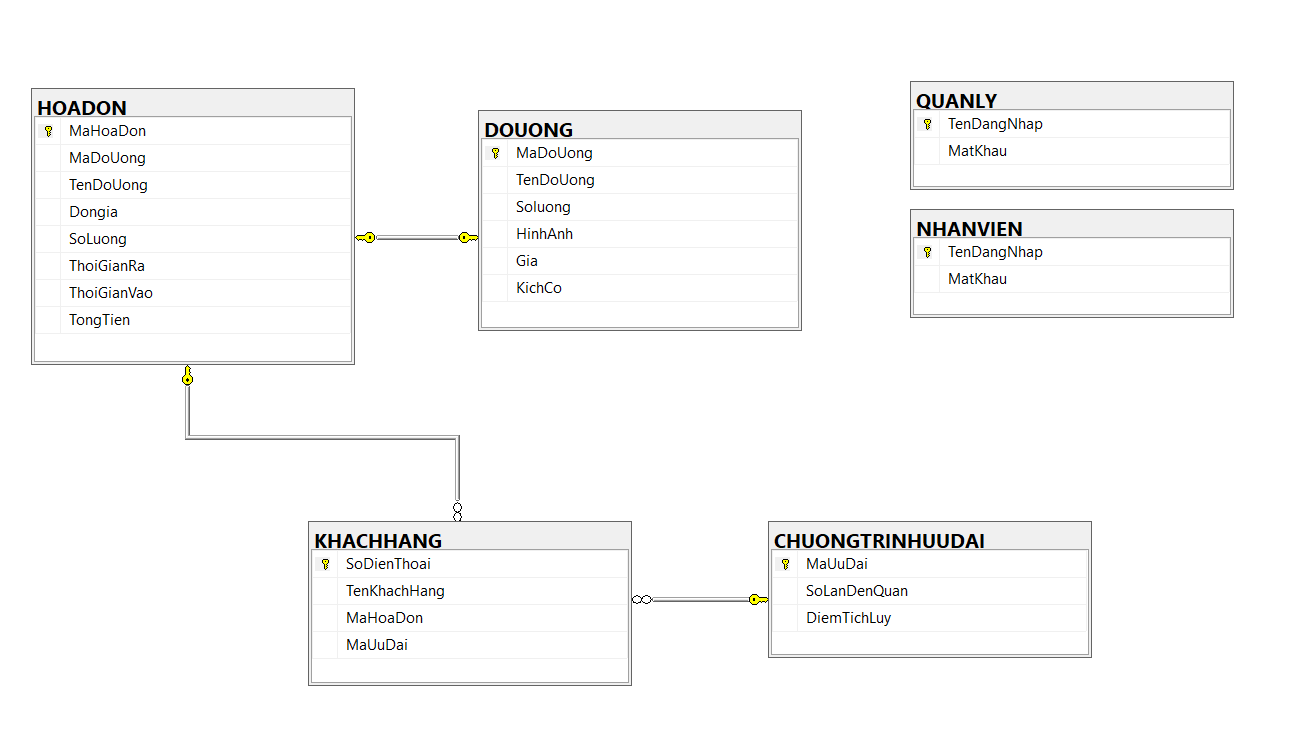 HOADON
MaHoaDon
MaDoUong
TenDoUong
Dongia
SoLuong
ThoiGianRa
ThoiGianVao
TongTien
DOUONG
MaDoUong
TenDoUong
Soluong
HinhAnh
Gia
KichCo
QUANLY
TenDangNhap
MatKhau
NHANVIEN
TenDangNhap
MatKhau
KHACHHANG
SoDienThoai
TenKhachHang
MaHoaDon
MaUuDai
CHUONGTRINHUUDAI
MaUuDai
SoLanDenQuan
DiemTichLuy